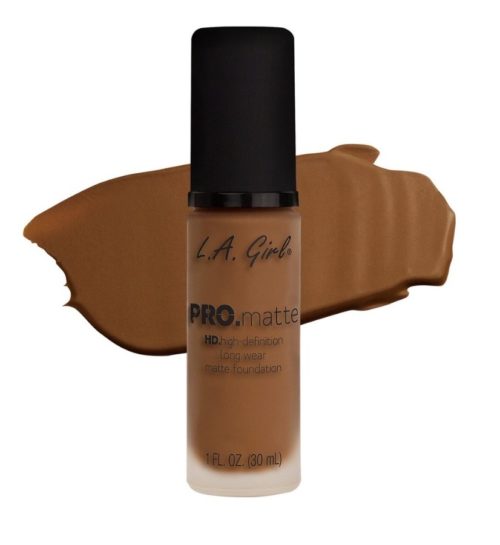 L.A. Girl®
PRO.matte
HD.high-definition
long wear
matte foundation
1 FL. OZ. (30 mL)